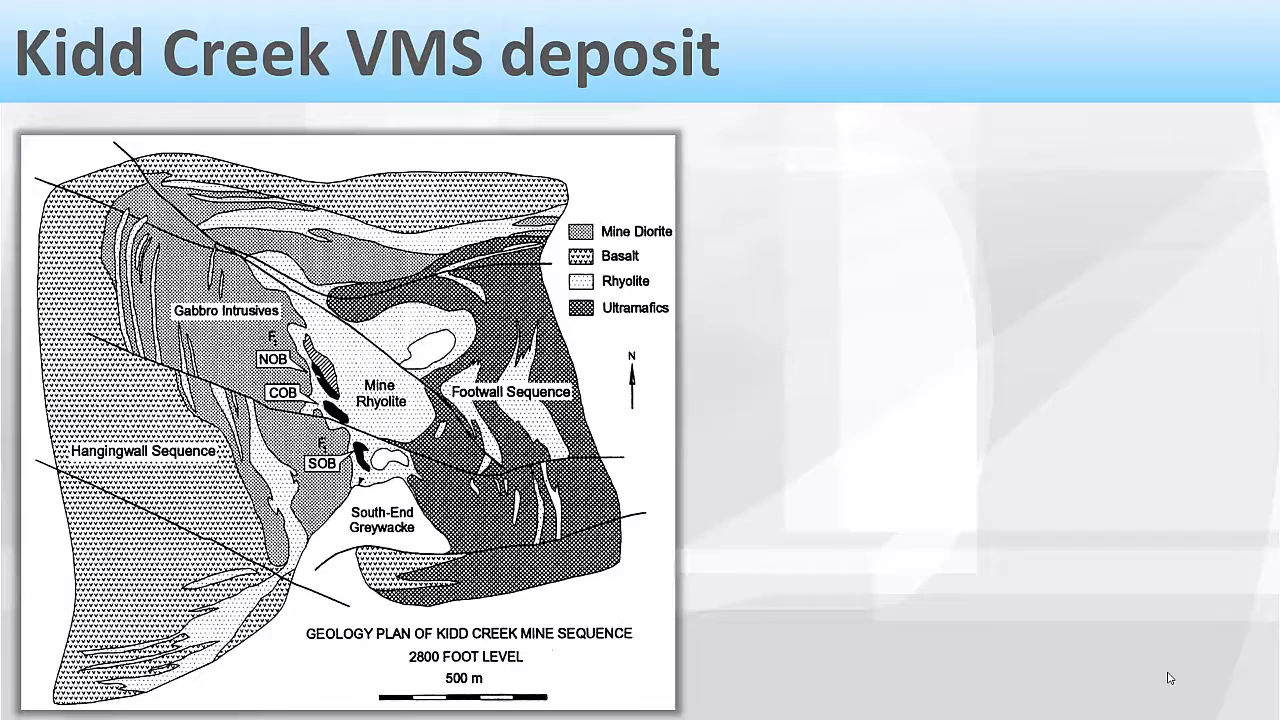 Kidd Creek VMS deposit
Mine Diorite
Basalt
Rhyolite
Ultramafics
Gabbro Intrusives
NOB
N
COB
Mine
Rhyolite
Footwall Sequence
Hangingwall Sequence
SOB
South-End
Greywacke
GEOLOGY PLAN OF KIDD CREEK MINE SEQUENCE
2800 FOOT LEVEL
500 m